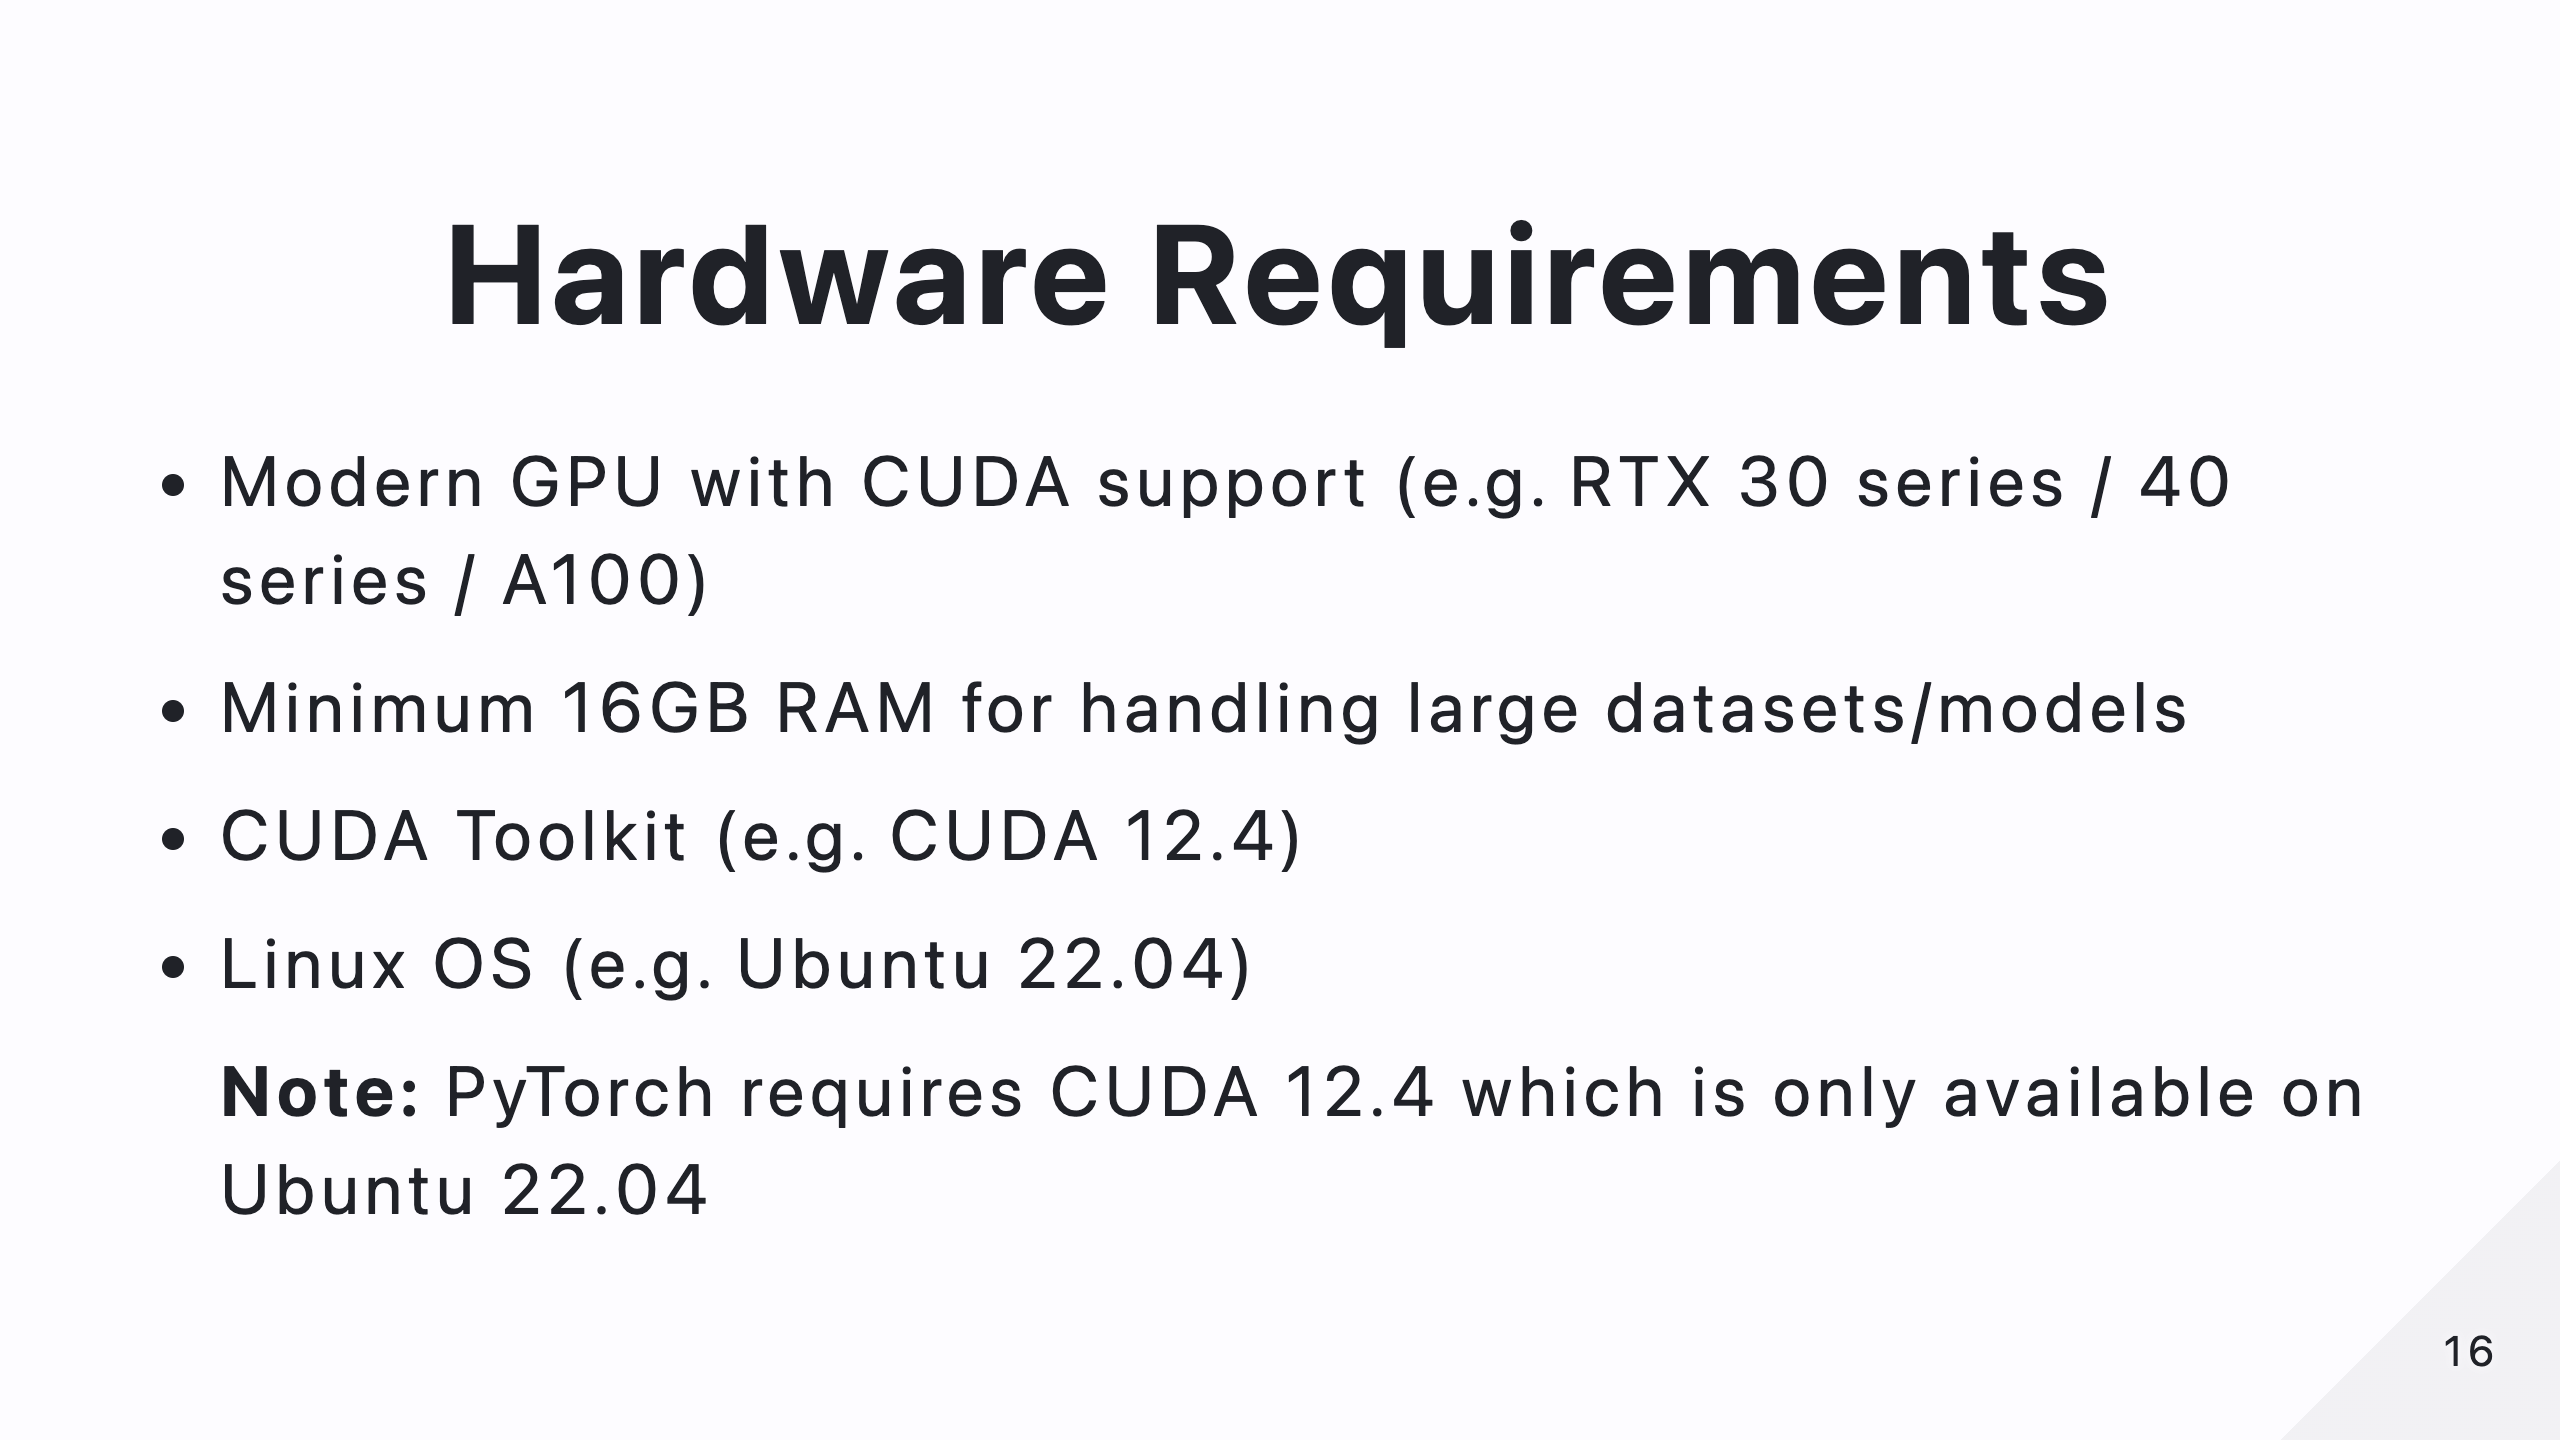 Hardware Requirements
• Modern GPU with CUDA support (e.g. RTX 30 series / 40
series / A100)
• Minimum 16GB RAM for handling large datasets/models
• CUDA Toolkit (e.g. CUDA 12.4)
• Linux OS (e.g. Ubuntu 22.04)
Note: PyTorch requires CUDA 12.4 which is only available on
Ubuntu 22.04
16